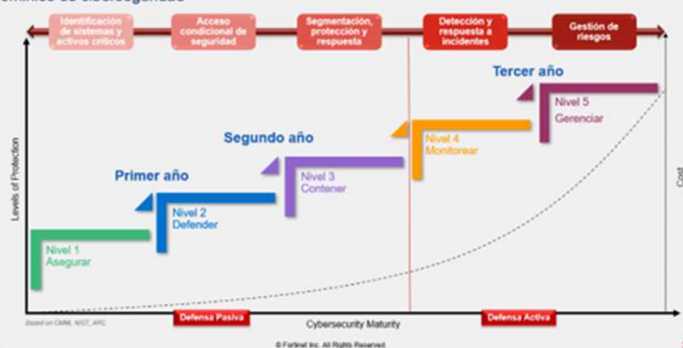 Identificación
de sistemas y
activos críticos
Acceso
condicional de
seguridad
Segmentación,
protección y
respuesta
Detección y
respuesta a
incidentes
Gestión de
riesgos
Tercer año
Nivel 5
Gerenciar
Segundo año
Nivel 4
Monitorear
Primer año
Nivel 3
Contener
Nivel 2
Defender
Nivel 1
Asegurar
Levels of Protection
Cost
Based on CMMI, NIST, ARC
Defensa Pasiva
Cybersecurity Maturity
Defensa Activa
© Fortinet Inc. All Rights Reserved.